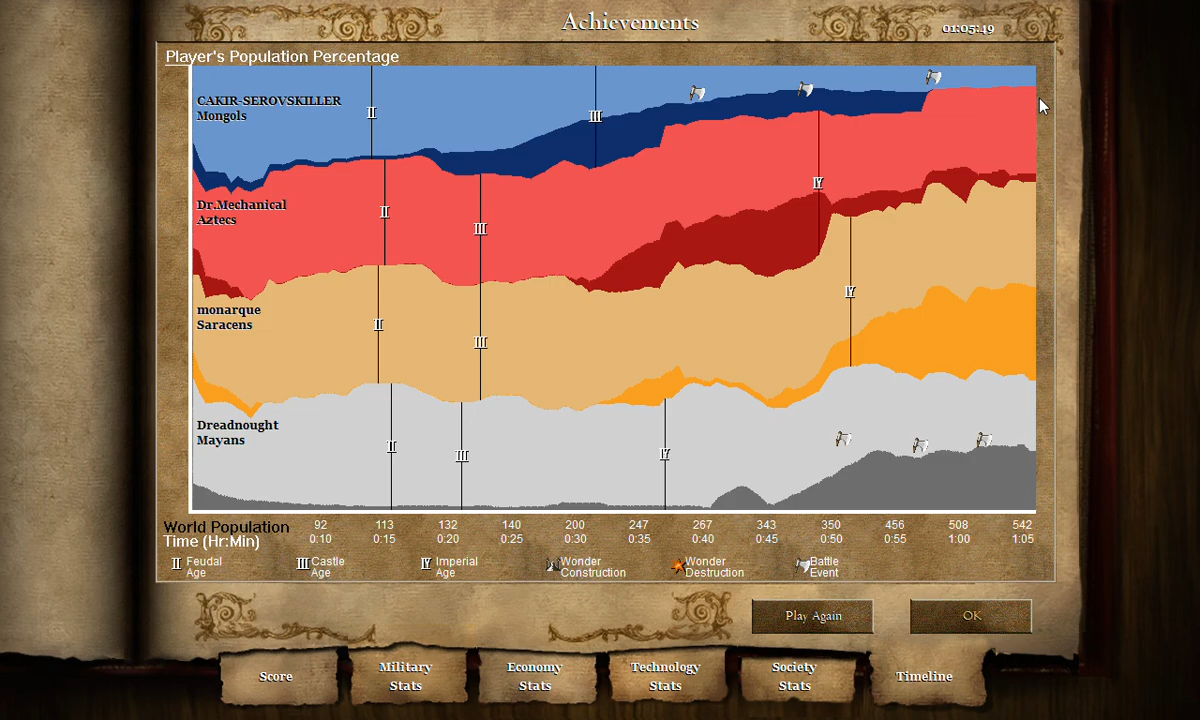 Achievements
01:05:49
Player's Population Percentage
CAKIR-SEROVSKILLER
Mongols
II
III
Dr.Mechanical
Aztecs
II
III
IV
monarque
Saracens
II
III
IV
Dreadnought
Mayans
II
III
IV
World Population 92 113 132 140 200 247 267 343 350 456 508 542
Time (Hr:Min) 0:10 0:15 0:20 0:25 0:30 0:35 0:40 0:45 0:50 0:55 1:00 1:05
II Feudal Age
III Castle Age
IV Imperial Age
Wonder Construction
Wonder Destruction
Battle Event
Play Again
OK
Score
Military Stats
Economy Stats
Technology Stats
Society Stats
Timeline